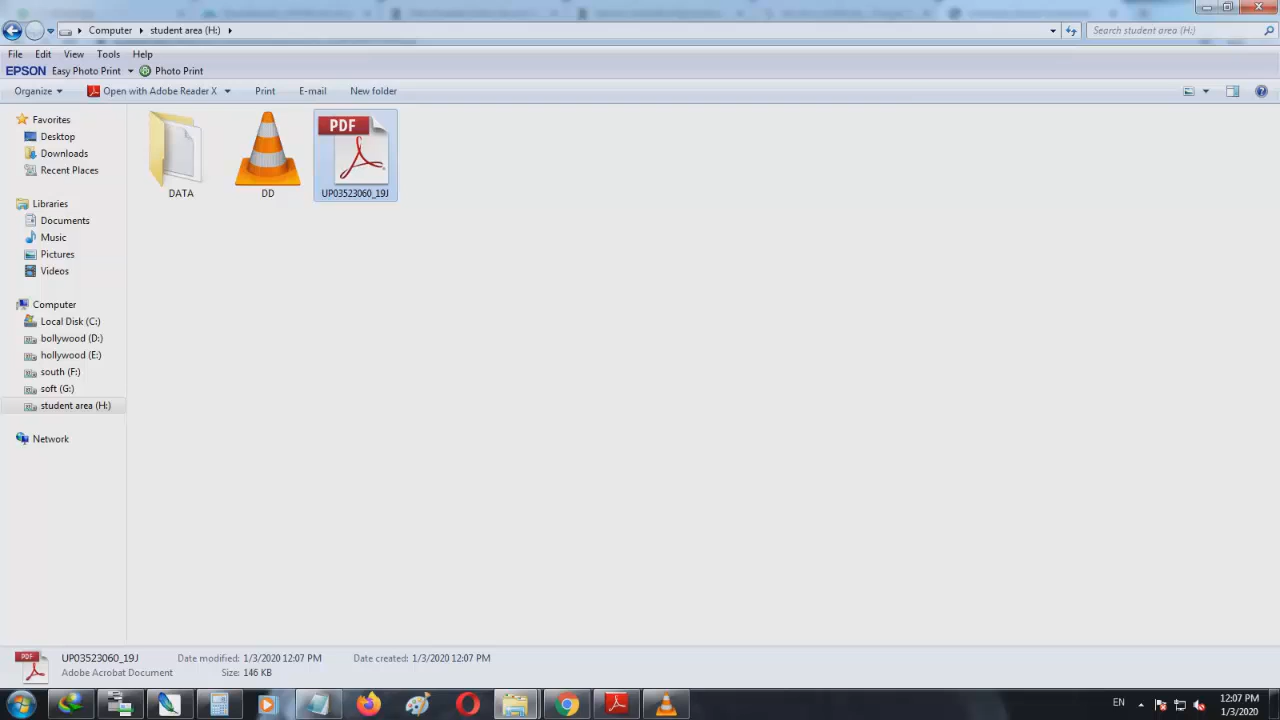 Computer
student area (H:)
Search student area (H:)
File Edit View Tools Help
EPSON Easy Photo Print Photo Print
Organize Open with Adobe Reader X Print E-mail New folder
Favorites
Desktop
Downloads
Recent Places
Libraries
Documents
Music
Pictures
Videos
Computer
Local Disk (C:)
bollywood (D:)
hollywood (E:)
south (F:)
soft (G:)
student area (H:)
Network
DATA
DD
PDF
UP03523060_19J
PDF
UP03523060_19J Date modified: 1/3/2020 12:07 PM Date created: 1/3/2020 12:07 PM
Adobe Acrobat Document Size: 146 KB
EN
12:07 PM
1/3/2020